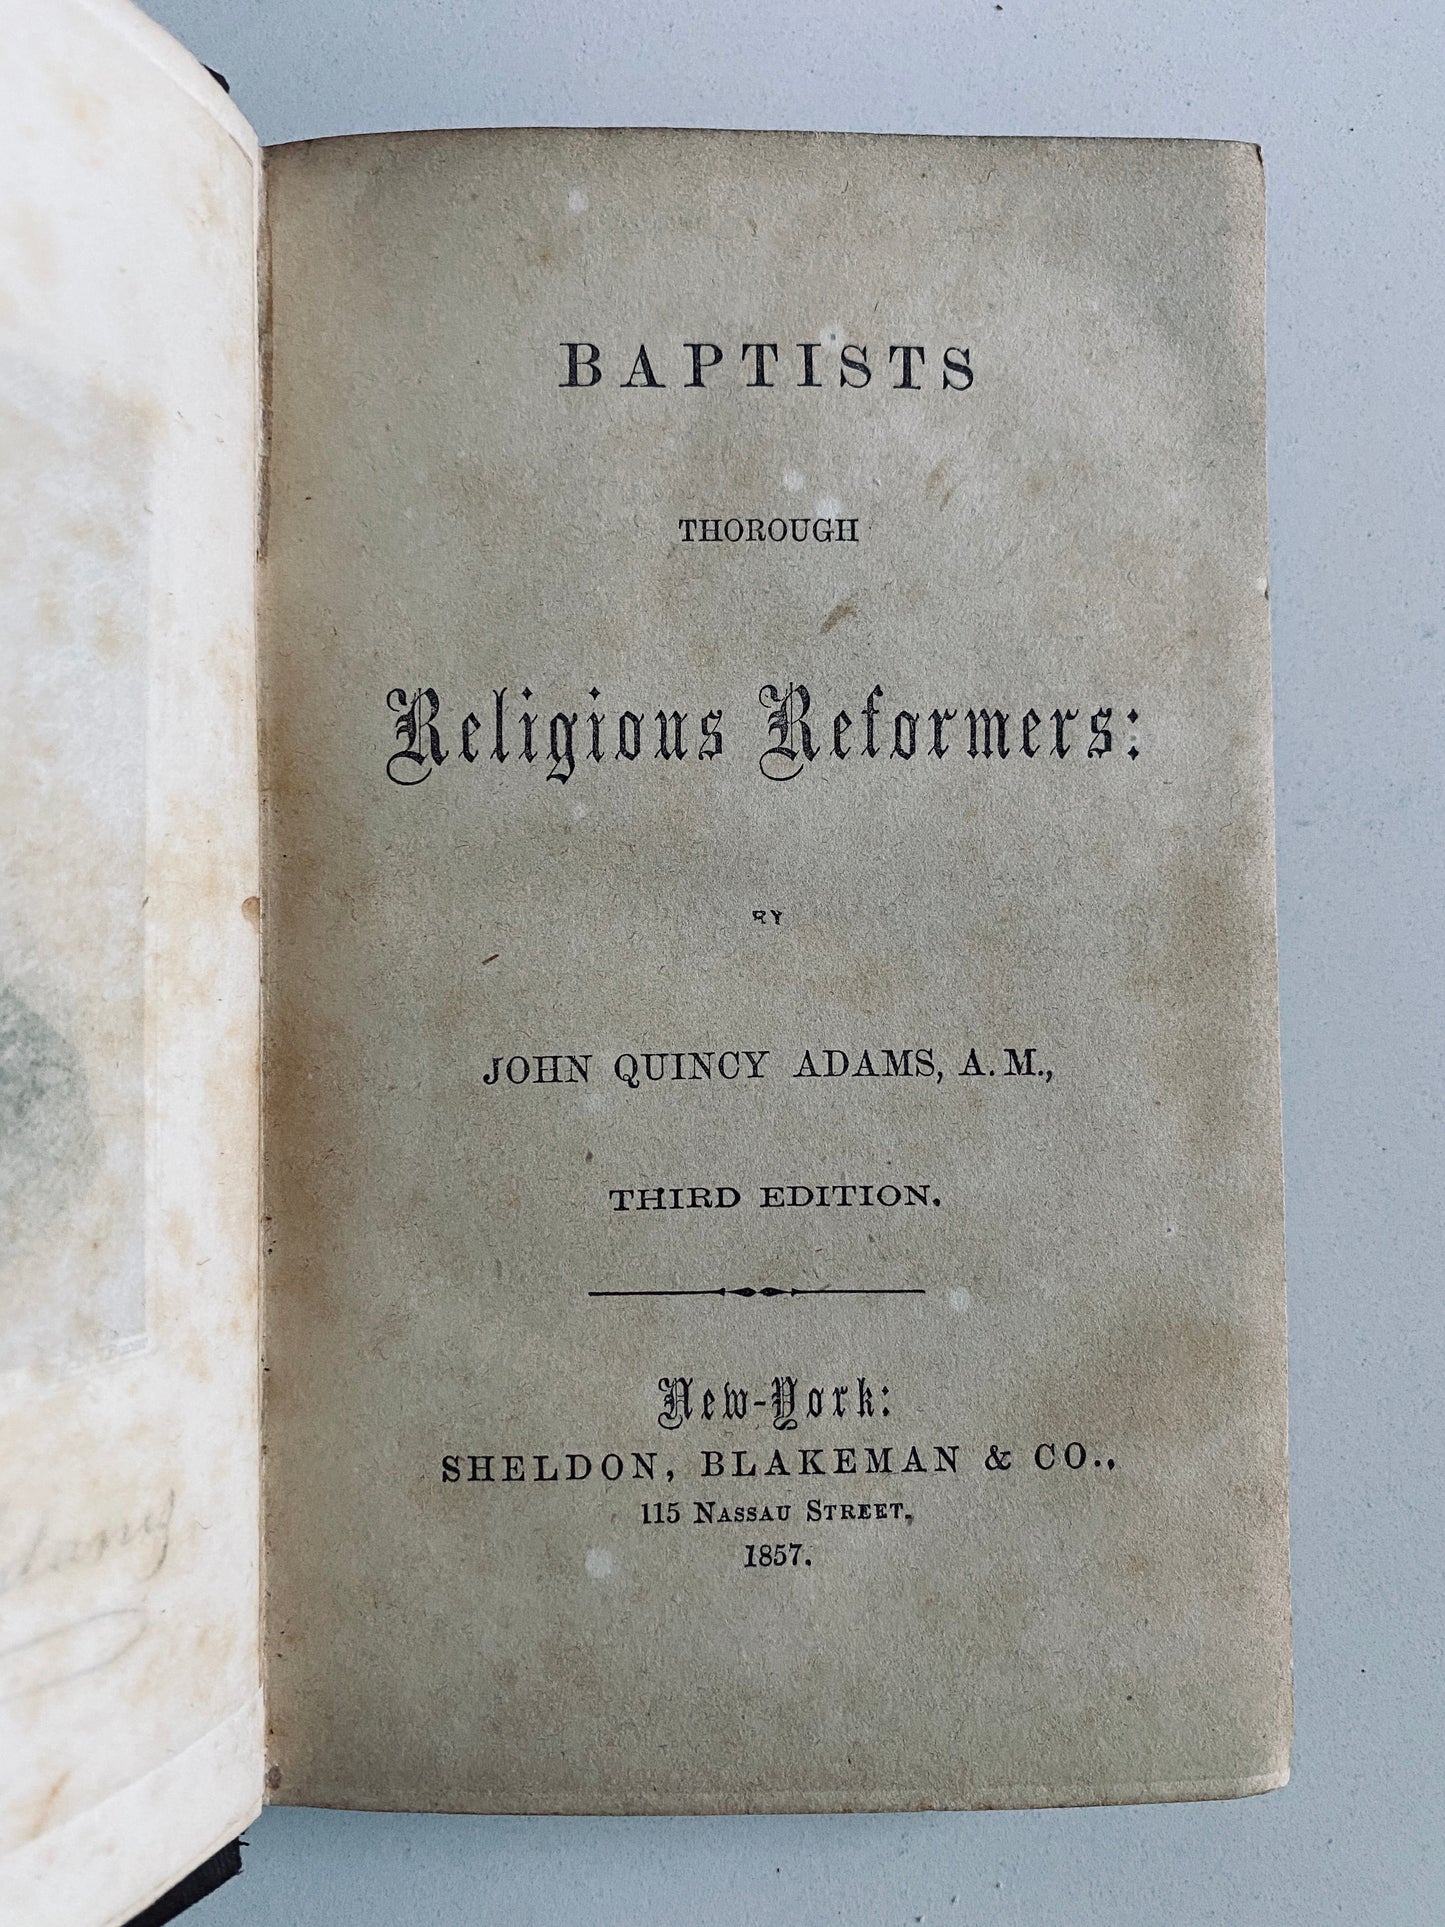 BAPTISTS
THOROUGH
Religious Reformers:
BY
JOHN QUINCY ADAMS, A. M.,
THIRD EDITION.
New-York:
SHELDON, BLAKEMAN & CO.,
115 NASSAU STREET.
1857.